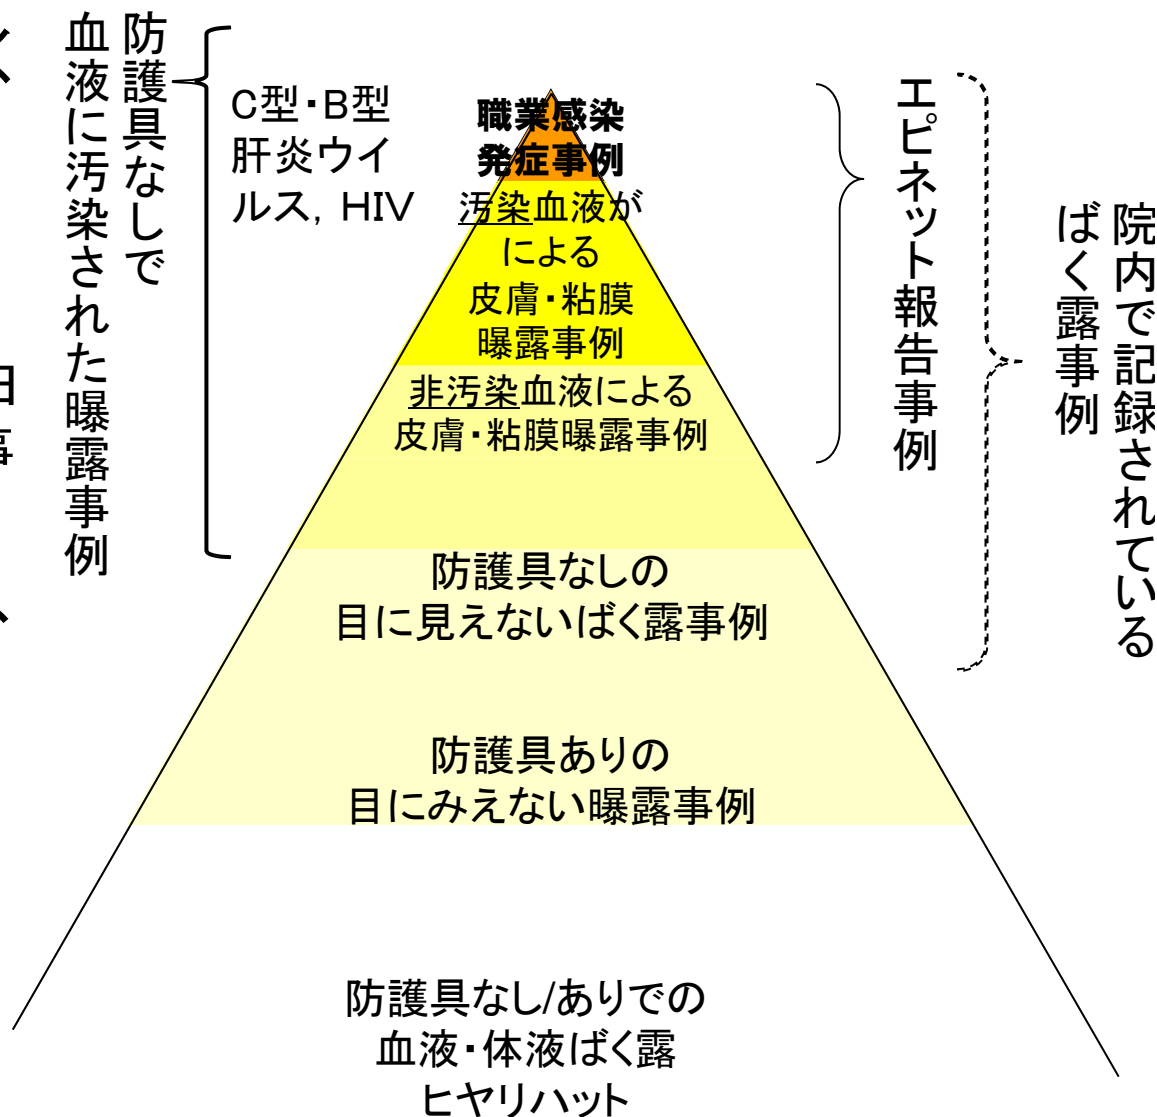 防護具なしで
血液に汚染された曝露事例
C型・B型
肝炎ウイ
ルス, HIV
職業感染
発症事例
汚染血液が
による
皮膚・粘膜
曝露事例
非汚染血液による
皮膚・粘膜曝露事例
防護具なしの
目に見えないばく露事例
防護具ありの
目にみえない曝露事例
防護具なし/ありでの
血液・体液ばく露
ヒヤリハット
エピネット報告事例
院内で記録されている
ばく露事例